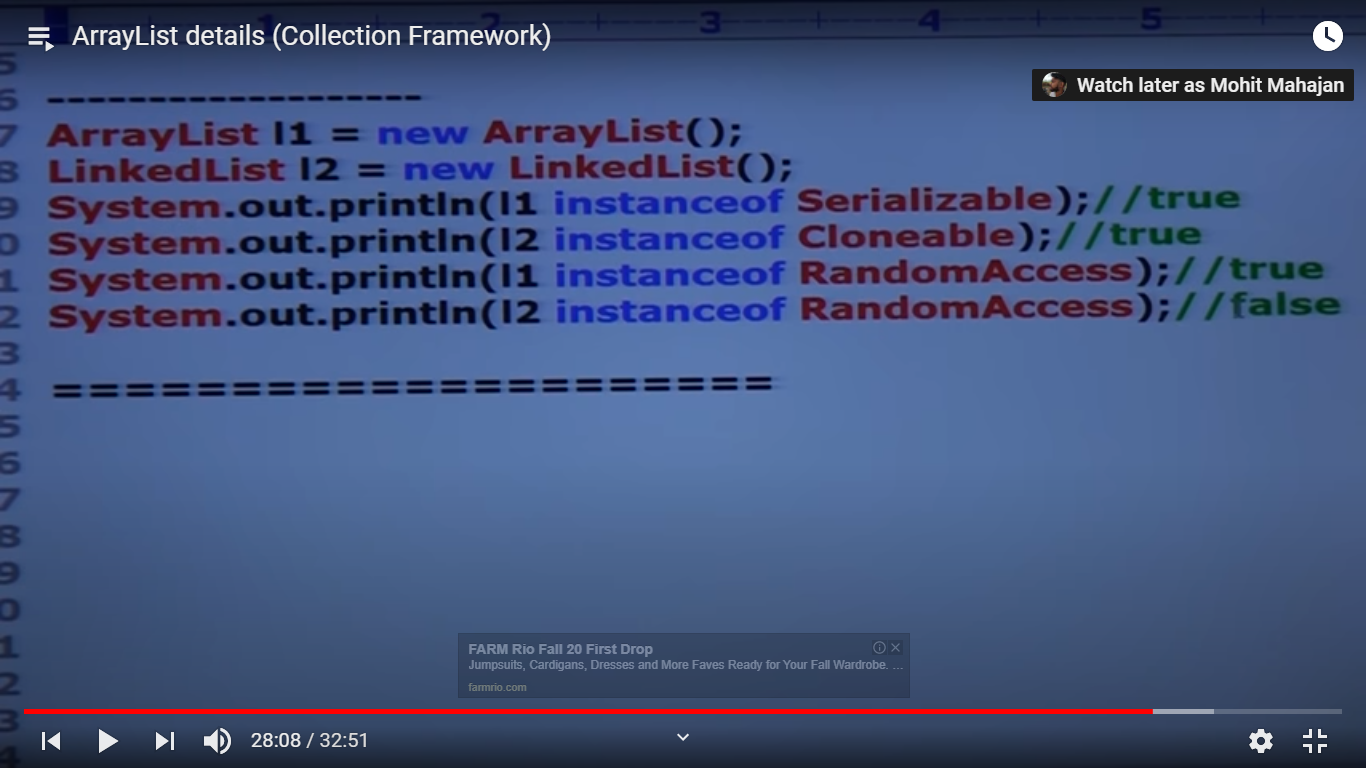 1 2 3 4 5
ArrayList details (Collection Framework)
Watch later as Mohit Mahajan
5
6 -------------------
7 ArrayList l1 = new ArrayList();
8 LinkedList l2 = new LinkedList();
9 System.out.println(l1 instanceof Serializable);//true
0 System.out.println(l2 instanceof Cloneable);//true
1 System.out.println(l1 instanceof RandomAccess);//true
2 System.out.println(l2 instanceof RandomAccess);//false
3
4 =====================
5
6
7
8
9
0
1
2
3
4
FARM Rio Fall 20 First Drop
Jumpsuits, Cardigans, Dresses and More Faves Ready for Your Fall Wardrobe. ...
farmrio.com
28:08 / 32:51